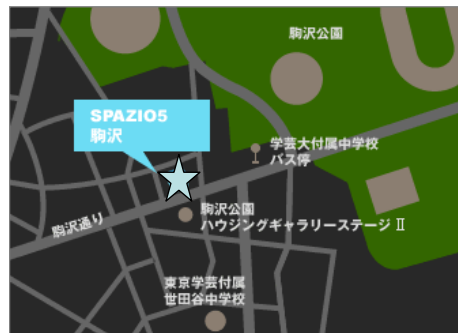 駒沢公園
SPAZIO5
駒沢
学芸大付属中学校
バス停
駒沢通り
駒沢公園
ハウジングギャラリーステージⅡ
東京学芸付属
世田谷中学校